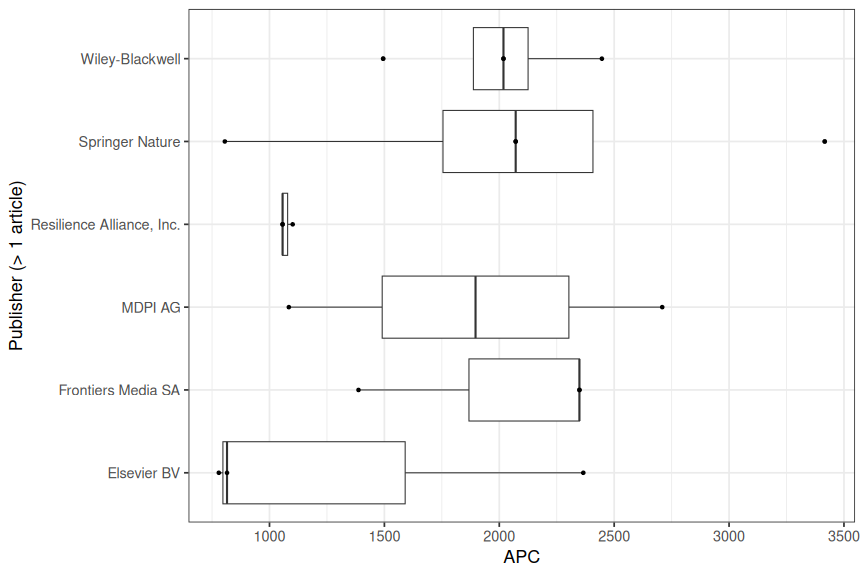 Publisher (> 1 article)
Wiley-Blackwell
Springer Nature
Resilience Alliance, Inc.
MDPI AG
Frontiers Media SA
Elsevier BV
1000 1500 2000 2500 3000 3500
APC